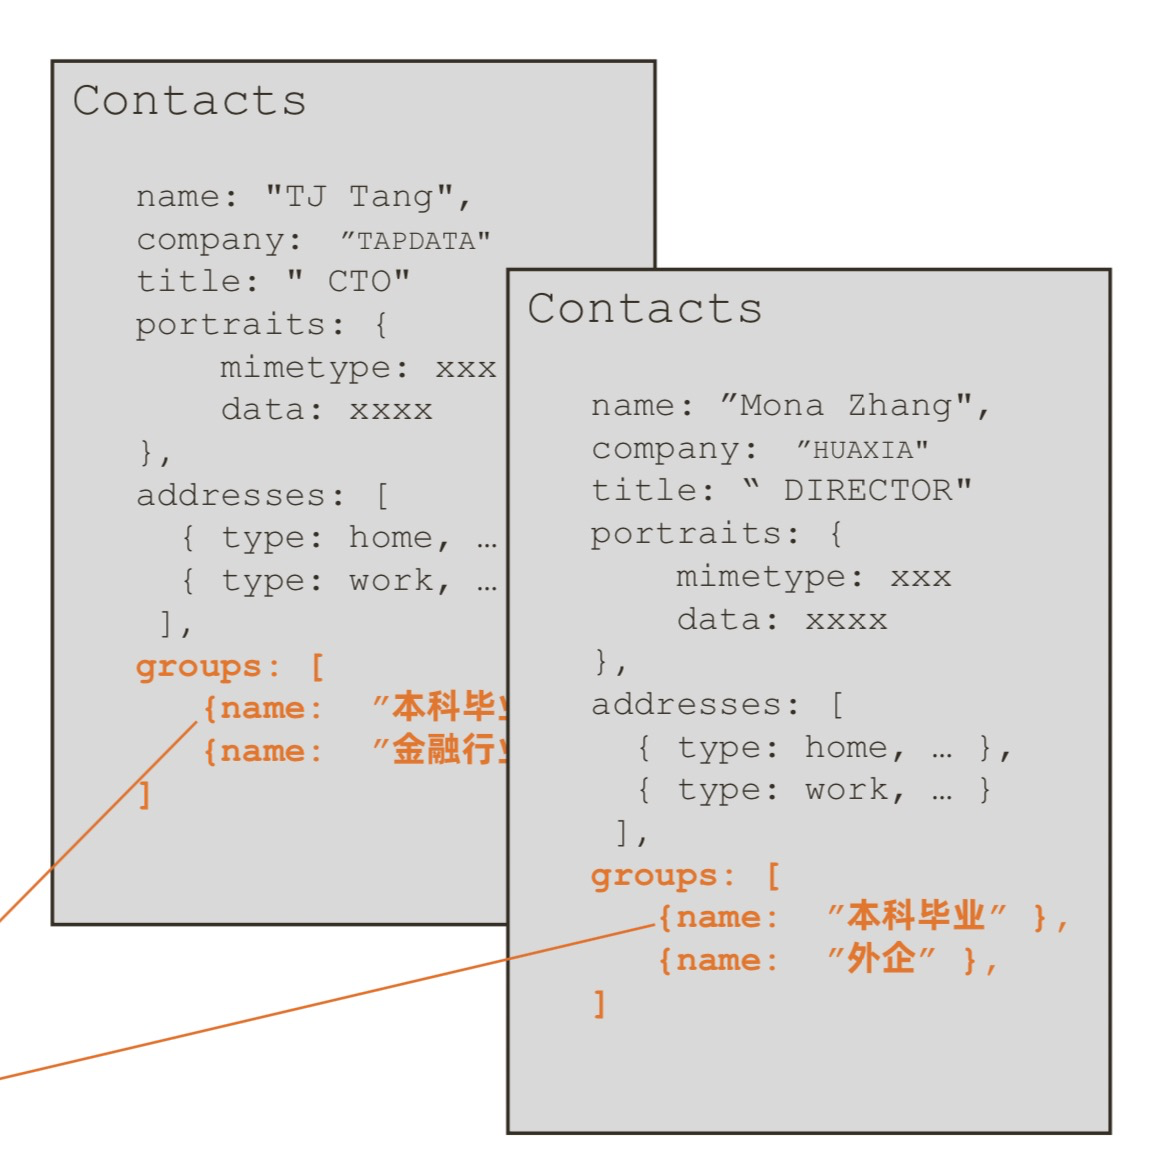 Contacts
name: "TJ Tang",
company: "TAPDATA"
title: " CTO"
portraits: {
mimetype: xxx
data: xxxx
},
addresses: [
{ type: home, …
{ type: work, …
],
groups: [
{name: ”本科毕
{name: ”金融行
]
Contacts
name: ”Mona Zhang",
company: ”HUAXIA"
title: “ DIRECTOR"
portraits: {
mimetype: xxx
data: xxxx
},
addresses: [
{ type: home, … },
{ type: work, … }
],
groups: [
{name: ”本科毕业” },
{name: ”外企” },
]